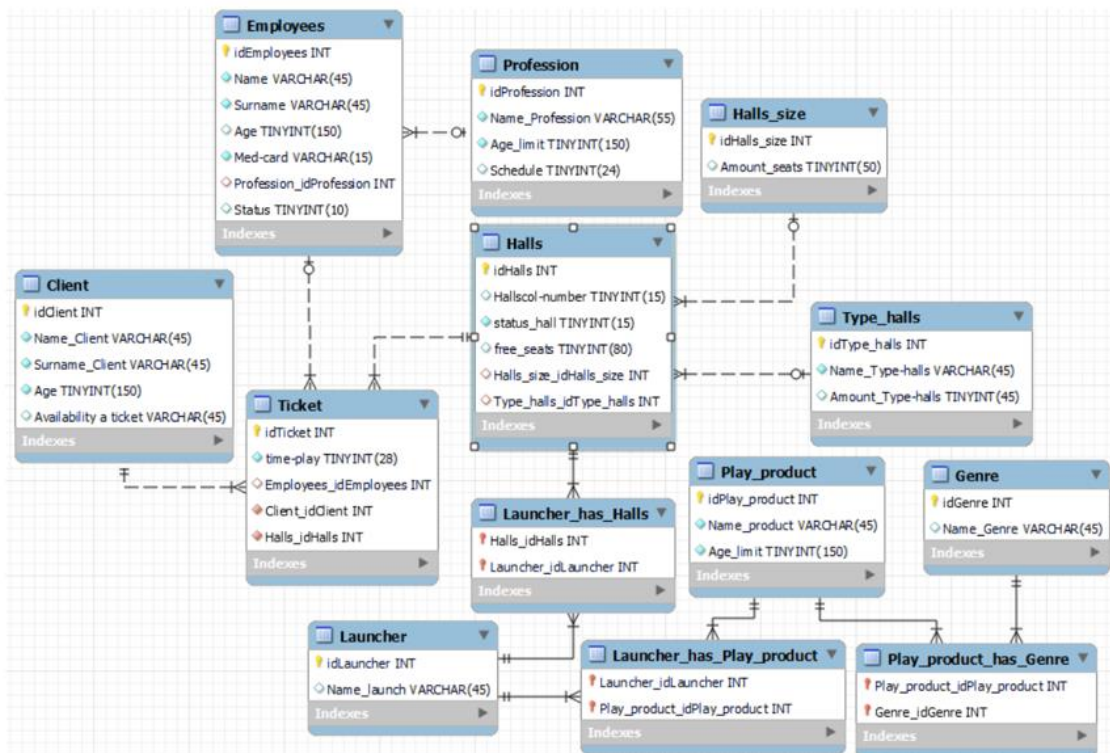 Employees
idEmployees INT
Name VARCHAR(45)
Surname VARCHAR(45)
Age TINYINT(150)
Med-card VARCHAR(15)
Profession_idProfession INT
Status TINYINT(10)
Indexes
Profession
idProfession INT
Name_Profession VARCHAR(55)
Age_limit TINYINT(150)
Schedule TINYINT(24)
Indexes
Halls_size
idHalls_size INT
Amount_seats TINYINT(50)
Indexes
Client
idClient INT
Name_Client VARCHAR(45)
Surname_Client VARCHAR(45)
Age TINYINT(150)
Availability a ticket VARCHAR(45)
Indexes
Halls
idHalls INT
Hallscol-number TINYINT(15)
status_hall TINYINT(15)
free_seats TINYINT(80)
Halls_size_idHalls_size INT
Type_halls_idType_halls INT
Indexes
Type_halls
idType_halls INT
Name_Type-halls VARCHAR(45)
Amount_Type-halls TINYINT(45)
Indexes
Ticket
idTicket INT
time-play TINYINT(28)
Employees_idEmployees INT
Client_idClient INT
Halls_idHalls INT
Indexes
Launcher_has_Halls
Halls_idHalls INT
Launcher_idLauncher INT
Indexes
Play_product
idPlay_product INT
Name_product VARCHAR(45)
Age_limit TINYINT(150)
Indexes
Genre
idGenre INT
Name_Genre VARCHAR(45)
Indexes
Launcher
idLauncher INT
Name_launch VARCHAR(45)
Indexes
Launcher_has_Play_product
Launcher_idLauncher INT
Play_product_idPlay_product INT
Indexes
Play_product_has_Genre
Play_product_idPlay_product INT
Genre_idGenre INT
Indexes